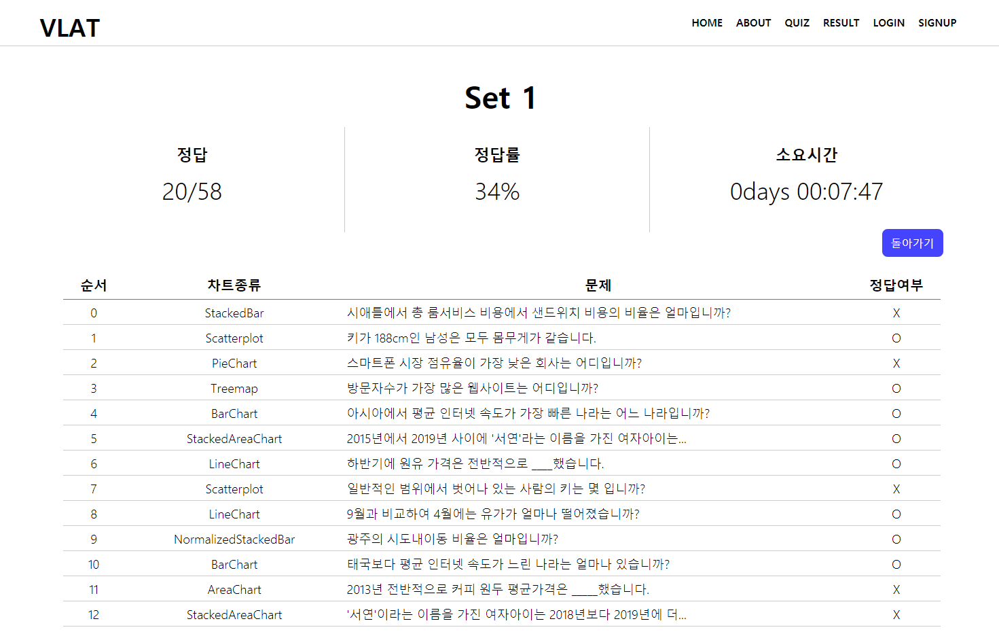 VLAT
HOME ABOUT QUIZ RESULT LOGIN SIGNUP
Set 1
정답 정답률 소요시간
20/58 34% 0days 00:07:47
돌아가기
순서 차트종류 문제 정답여부
0 StackedBar 시애틀에서 총 룸서비스 비용에서 샌드위치 비용의 비율은 얼마입니까? X
1 Scatterplot 키가 188cm인 남성은 모두 몸무게가 같습니다. O
2 PieChart 스마트폰 시장 점유율이 가장 낮은 회사는 어디입니까? X
3 Treemap 방문자수가 가장 많은 웹사이트는 어디입니까? O
4 BarChart 아시아에서 평균 인터넷 속도가 가장 빠른 나라는 어느 나라입니까? O
5 StackedAreaChart 2015년에서 2019년 사이에 '서연'라는 이름을 가진 여자아이는... O
6 LineChart 하반기에 원유 가격은 전반적으로 ____했습니다. O
7 Scatterplot 일반적인 범위에서 벗어나 있는 사람의 키는 몇 입니까? X
8 LineChart 9월과 비교하여 4월에는 유가가 얼마나 떨어졌습니까? O
9 NormalizedStackedBar 광주의 시도내이동 비율은 얼마입니까? O
10 BarChart 태국보다 평균 인터넷 속도가 느린 나라는 얼마나 있습니까? O
11 AreaChart 2013년 전반적으로 커피 원두 평균가격은 _____했습니다. X
12 StackedAreaChart '서연'이라는 이름을 가진 여자아이는 2018년보다 2019년에 더... X